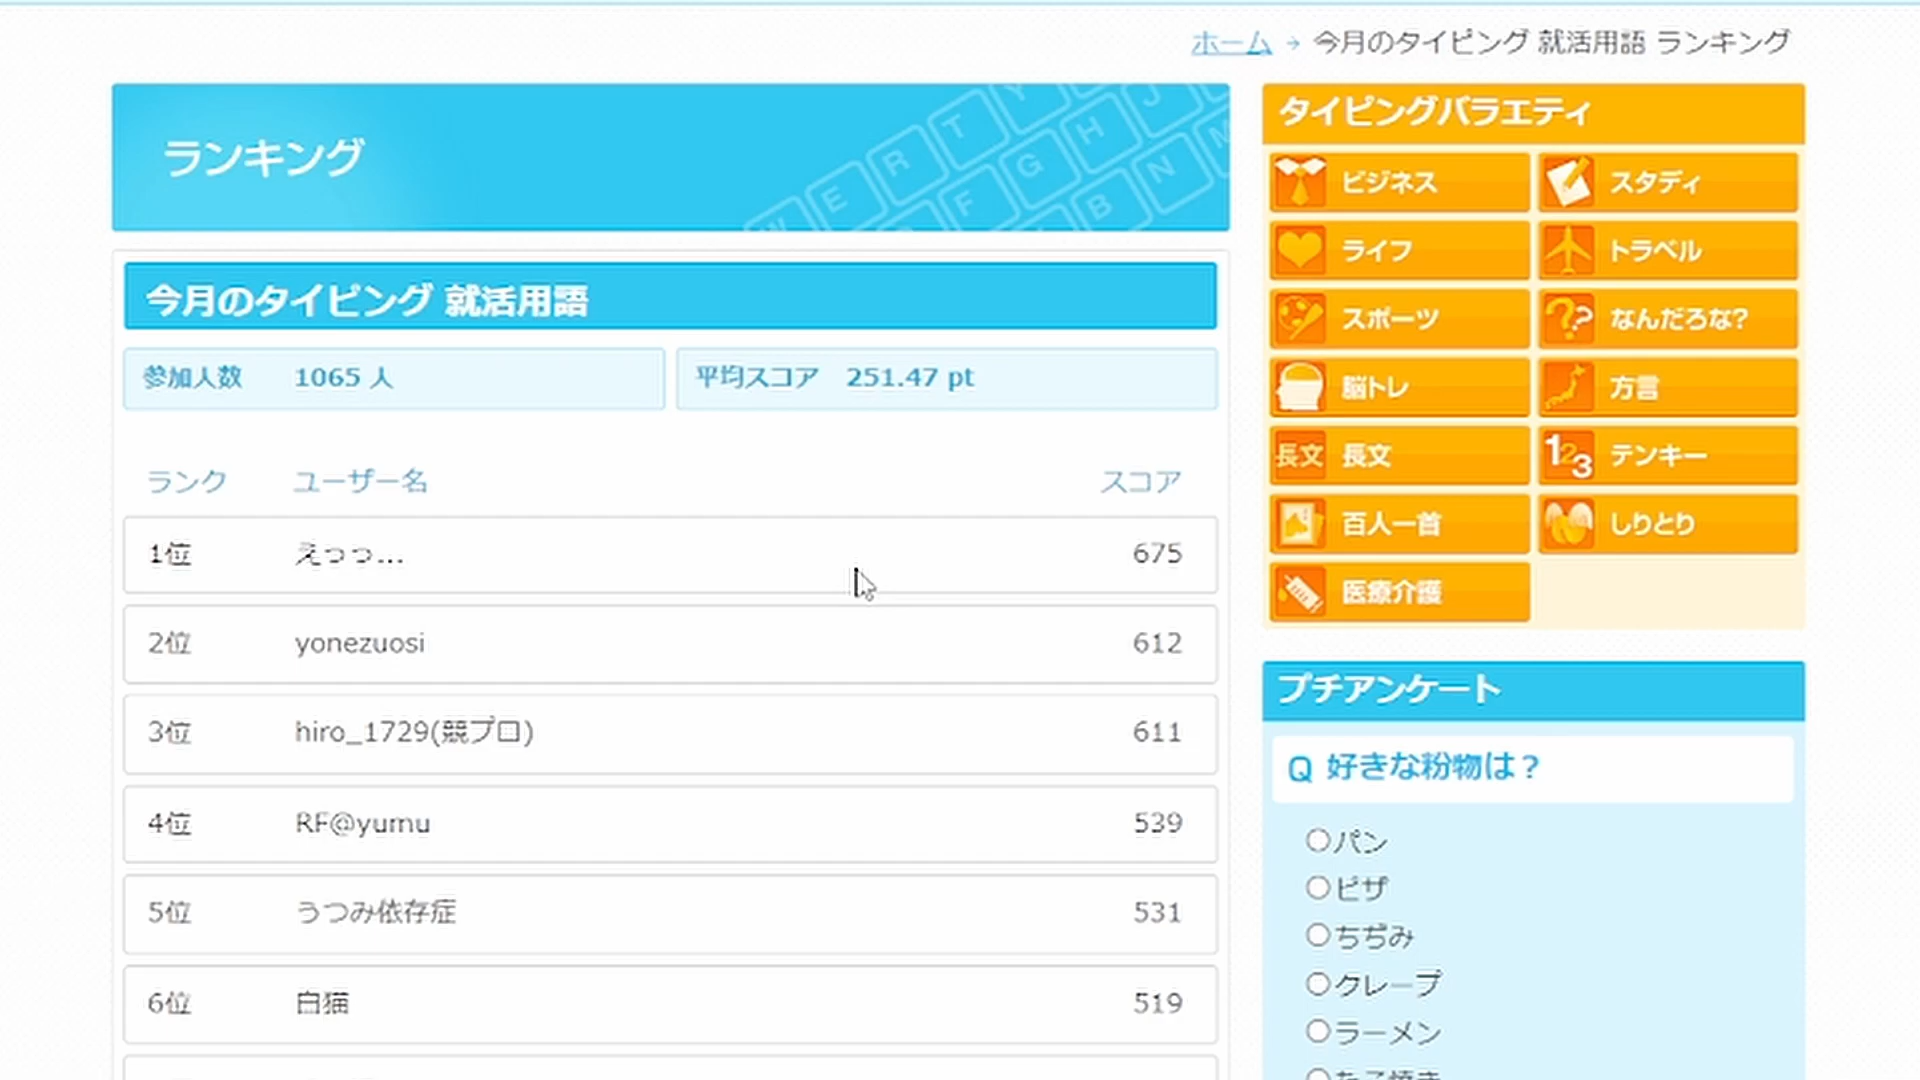 ホーム → 今月のタイピング 就活用語 ランキング
ランキング
今月のタイピング 就活用語
参加人数 1065 人
平均スコア 251.47 pt
ランク ユーザー名 スコア
1位 えっっ... 675
2位 yonezuosi 612
3位 hiro_1729(競プロ) 611
4位 RF@yumu 539
5位 うつみ依存症 531
6位 白猫 519
タイピングバラエティ
ビジネス スタディ
ライフ トラベル
スポーツ なんだろな?
脳トレ 方言
長文 長文 123 テンキー
百人一首 しりとり
医療介護
プチアンケート
Q 好きな粉物は？
パン
ピザ
ちぢみ
クレープ
ラーメン
W E R T Y
F G H J
B N M